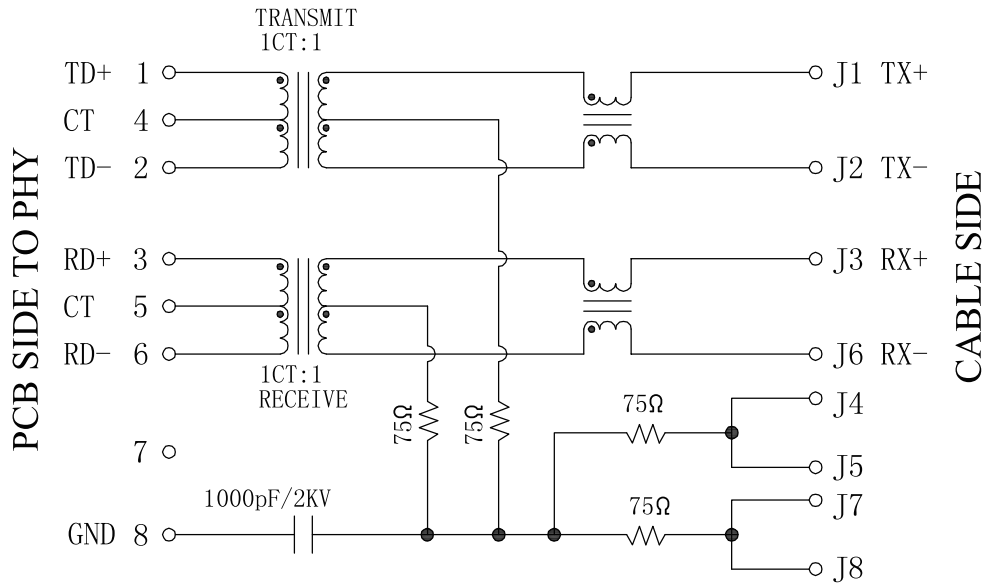 TRANSMIT
1CT:1
TD+ 1
J1 TX+
CT 4
TD- 2
J2 TX-
PCB SIDE TO PHY
CABLE SIDE
RD+ 3
J3 RX+
CT 5
RD- 6
J6 RX-
1CT:1
RECEIVE
75Ω
75Ω
75Ω
J4
7
J5
1000pF/2KV
75Ω
J7
GND 8
J8